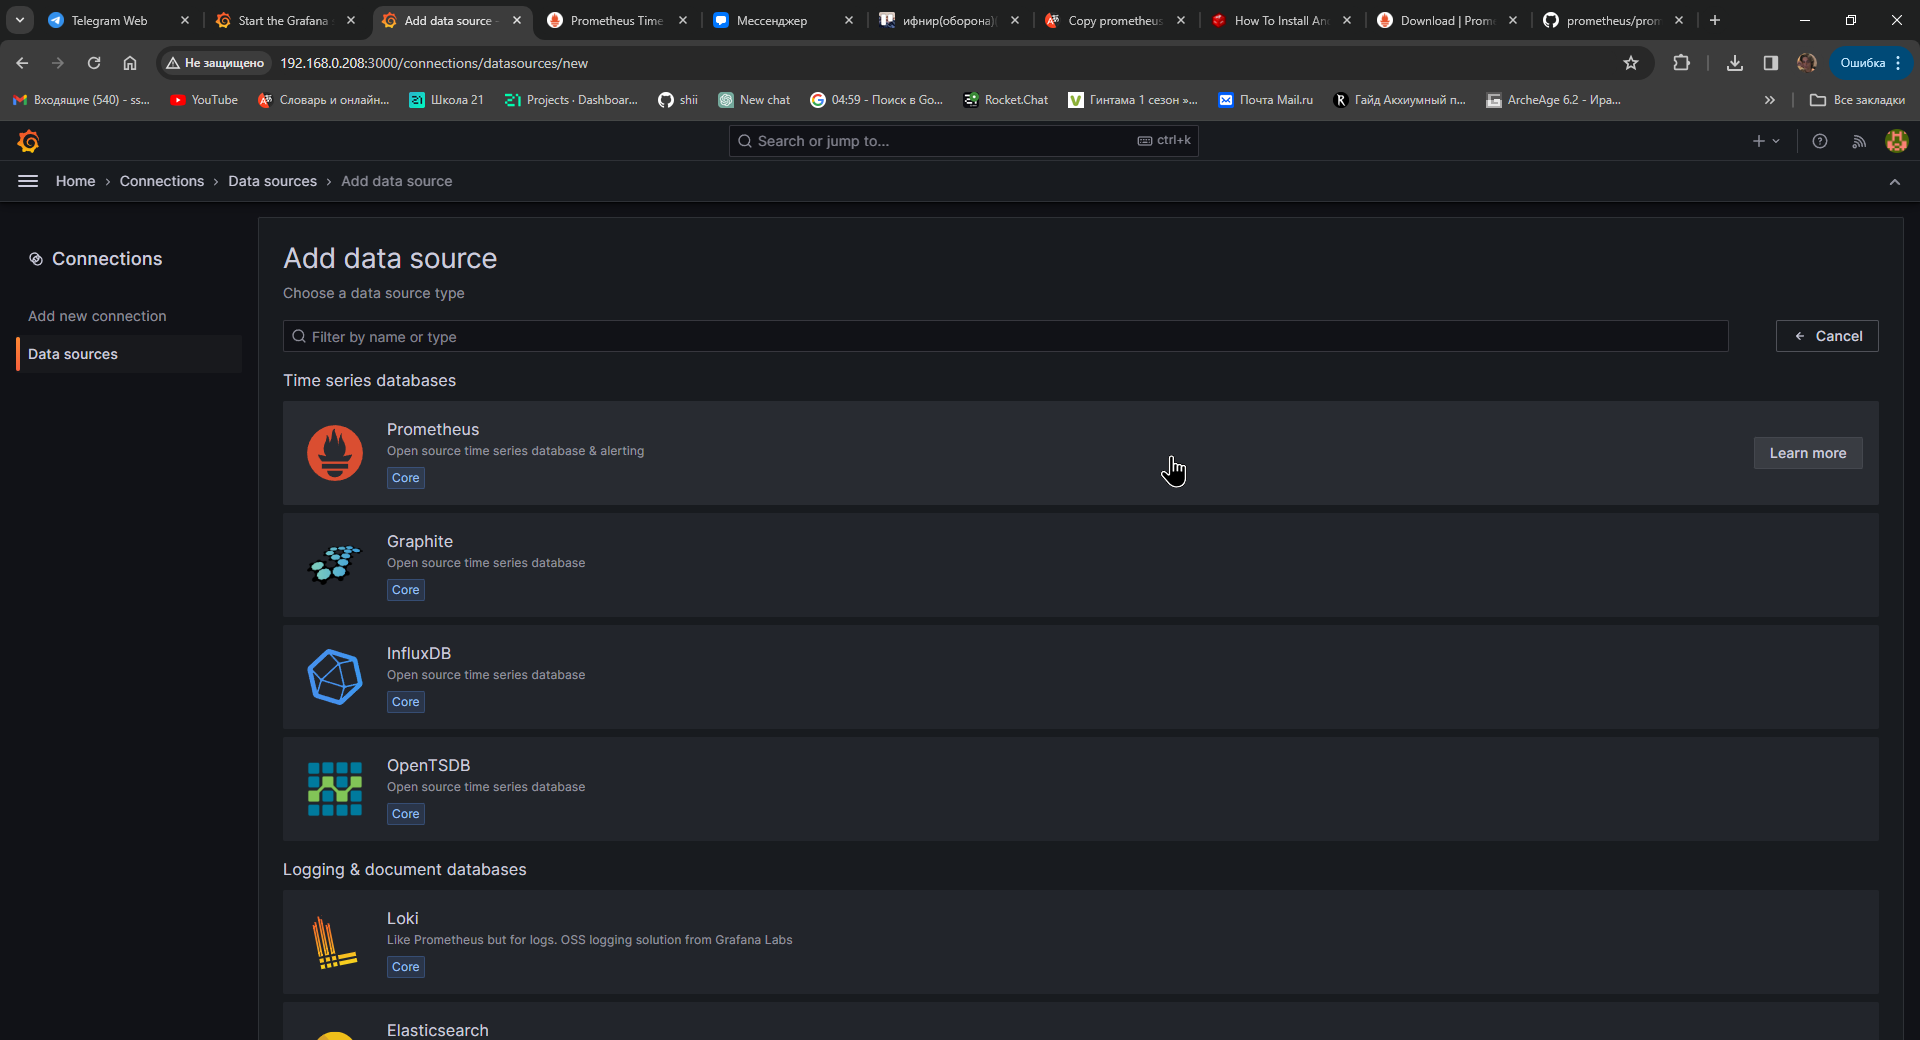 Telegram Web
Start the Grafana
Add data source -
Prometheus Time
Мессенджер
ифнир(оборона)(
Copy prometheus
How To Install An
Download | Prom
prometheus/pro
Не защищено
192.168.0.208:3000/connections/datasources/new
Ошибка
Входящие (540) - ss...
YouTube
Словарь и онлайн...
Школа 21
Projects · Dashboar...
shii
New chat
04:59 - Поиск в Go...
Rocket.Chat
Гинтама 1 сезон »...
Почта Mail.ru
Гайд Акхиумный п...
ArcheAge 6.2 - Ира...
»
Все закладки
Search or jump to...
ctrl+k
Home › Connections › Data sources › Add data source
Connections
Add new connection
Data sources
Add data source
Choose a data source type
Filter by name or type
Cancel
Time series databases
Prometheus
Open source time series database & alerting
Core
Learn more
Graphite
Open source time series database
Core
InfluxDB
Open source time series database
Core
OpenTSDB
Open source time series database
Core
Logging & document databases
Loki
Like Prometheus but for logs. OSS logging solution from Grafana Labs
Core
Elasticsearch